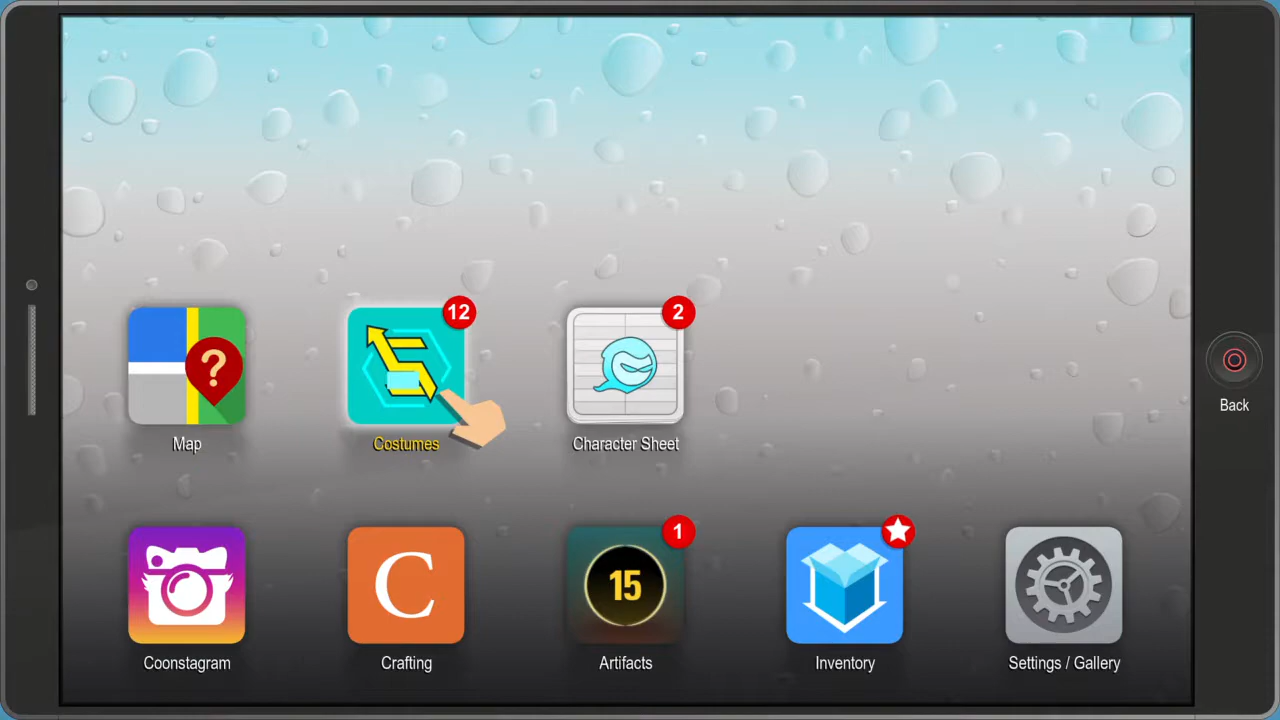 12
2
?
Map
Costumes
Character Sheet
Back
1
C
15
Coonstagram
Crafting
Artifacts
Inventory
Settings / Gallery